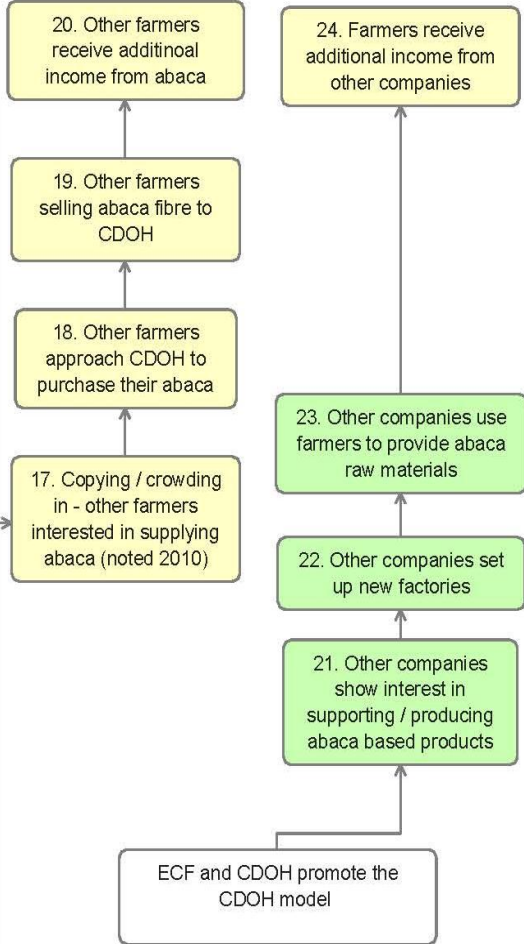 20. Other farmers
receive additinoal
income from abaca
24. Farmers receive
additional income from
other companies
19. Other farmers
selling abaca fibre to
CDOH
18. Other farmers
approach CDOH to
purchase their abaca
23. Other companies use
farmers to provide abaca
raw materials
17. Copying / crowding
in - other farmers
interested in supplying
abaca (noted 2010)
22. Other companies set
up new factories
21. Other companies
show interest in
supporting / producing
abaca based products
ECF and CDOH promote the
CDOH model